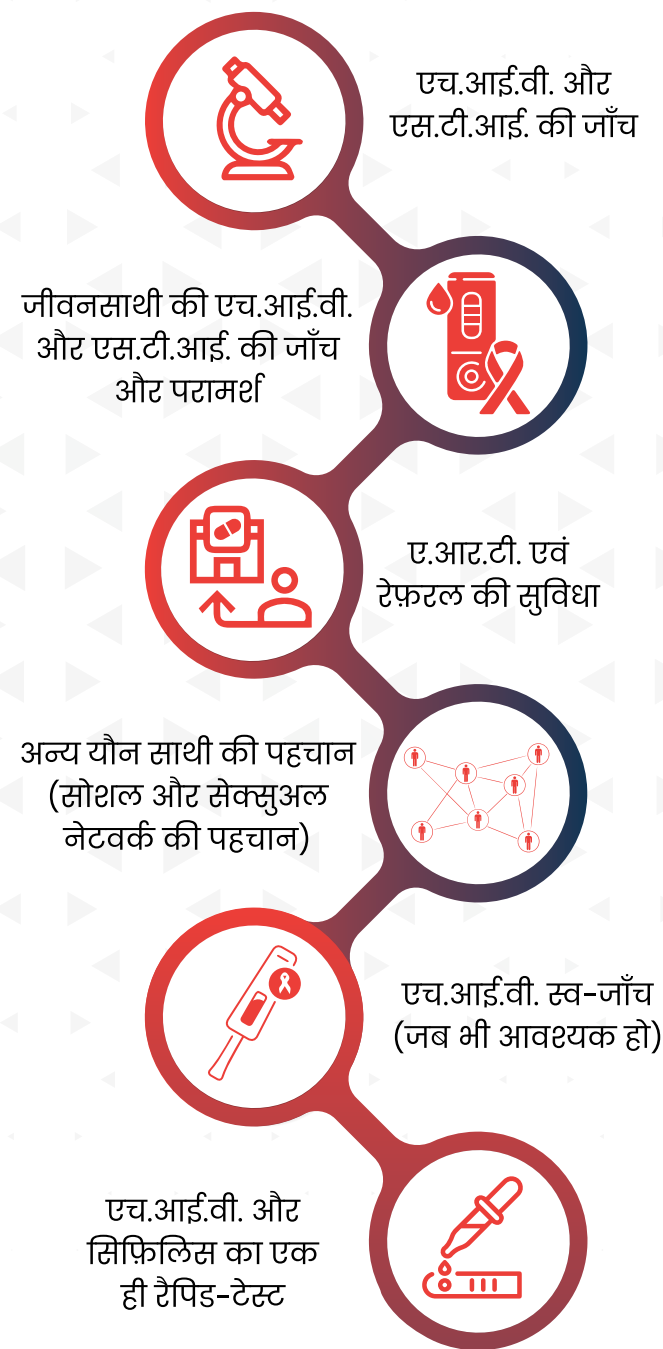 एच.आई.वी. और
एस.टी.आई. की जाँच
जीवनसाथी की एच.आई.वी.
और एस.टी.आई. की जाँच
और परामर्श
ए.आर.टी. एवं
रेफ़रल की सुविधा
अन्य यौन साथी की पहचान
(सोशल और सेक्सुअल
नेटवर्क की पहचान)
एच.आई.वी. स्व-जाँच
(जब भी आवश्यक हो)
एच.आई.वी. और
सिफ़िलिस का एक
ही रैपिड-टेस्ट